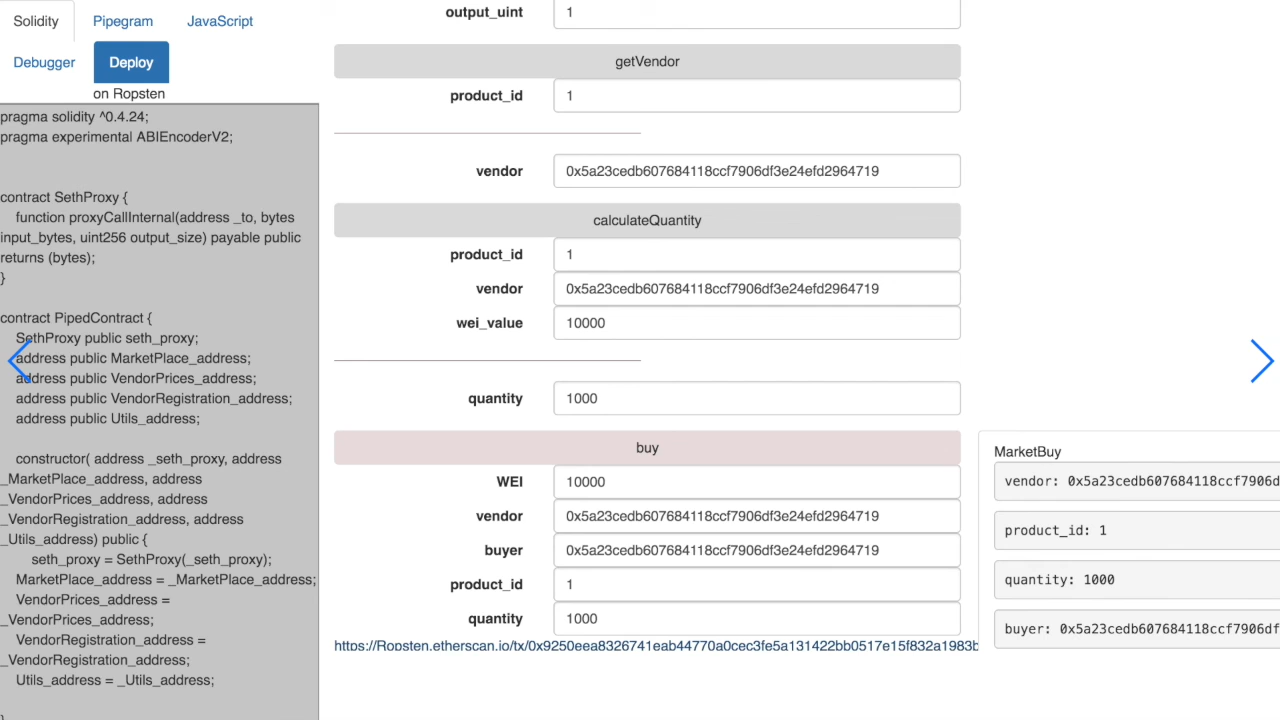 Solidity Pipegram JavaScript
Debugger Deploy
on Ropsten
pragma solidity ^0.4.24;
pragma experimental ABIEncoderV2;
contract SethProxy {
function proxyCallInternal(address _to, bytes
input_bytes, uint256 output_size) payable public
returns (bytes);
}
contract PipedContract {
SethProxy public seth_proxy;
address public MarketPlace_address;
address public VendorPrices_address;
address public VendorRegistration_address;
address public Utils_address;
constructor( address _seth_proxy, address
_MarketPlace_address, address
_VendorPrices_address, address
_VendorRegistration_address, address
_Utils_address) public {
seth_proxy = SethProxy(_seth_proxy);
MarketPlace_address = _MarketPlace_address;
VendorPrices_address =
_VendorPrices_address;
VendorRegistration_address =
_VendorRegistration_address;
Utils_address = _Utils_address;
}
output_uint 1
getVendor
product_id 1
vendor 0x5a23cedb607684118ccf7906df3e24efd2964719
calculateQuantity
product_id 1
vendor 0x5a23cedb607684118ccf7906df3e24efd2964719
wei_value 10000
quantity 1000
buy
WEI 10000
vendor 0x5a23cedb607684118ccf7906df3e24efd2964719
buyer 0x5a23cedb607684118ccf7906df3e24efd2964719
product_id 1
quantity 1000
https://Ropsten.etherscan.io/tx/0x9250eea8326741eab44770a0cec3fe5a131422bb0517e15f832a1983b
MarketBuy
vendor: 0x5a23cedb607684118ccf7906d
product_id: 1
quantity: 1000
buyer: 0x5a23cedb607684118ccf7906df